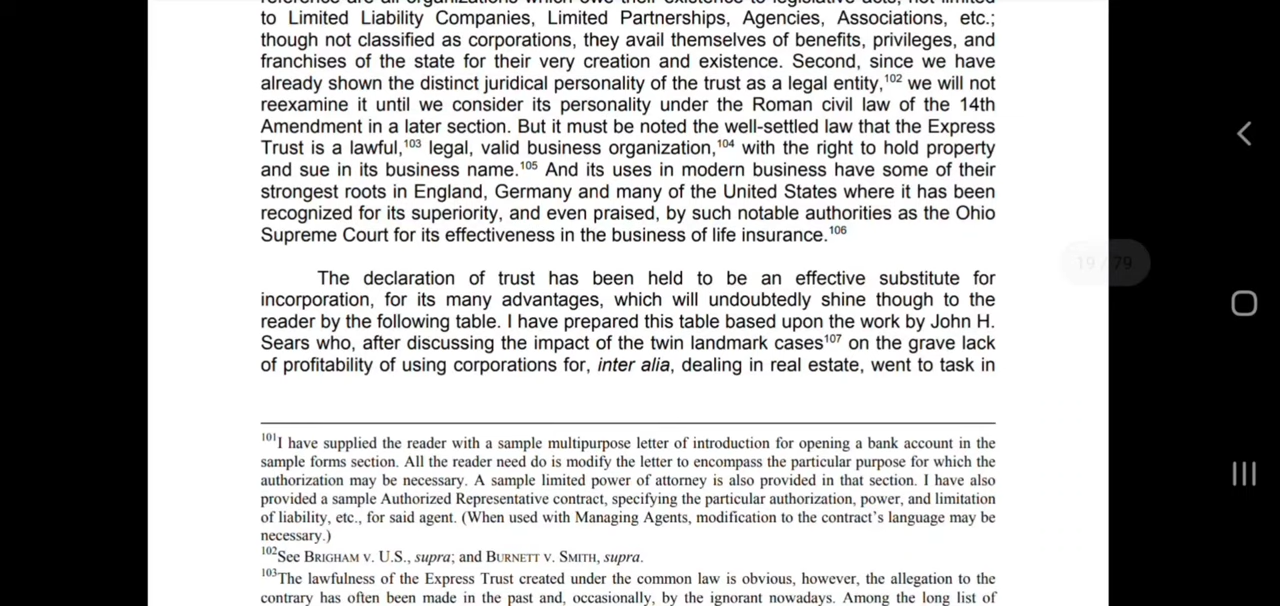 reference are all organizations which owe their existence to legislative acts, not limited
to Limited Liability Companies, Limited Partnerships, Agencies, Associations, etc.;
though not classified as corporations, they avail themselves of benefits, privileges, and
franchises of the state for their very creation and existence. Second, since we have
already shown the distinct juridical personality of the trust as a legal entity,102 we will not
reexamine it until we consider its personality under the Roman civil law of the 14th
Amendment in a later section. But it must be noted the well-settled law that the Express
Trust is a lawful,103 legal, valid business organization,104 with the right to hold property
and sue in its business name.105 And its uses in modern business have some of their
strongest roots in England, Germany and many of the United States where it has been
recognized for its superiority, and even praised, by such notable authorities as the Ohio
Supreme Court for its effectiveness in the business of life insurance.106
19 / 79
The declaration of trust has been held to be an effective substitute for
incorporation, for its many advantages, which will undoubtedly shine though to the
reader by the following table. I have prepared this table based upon the work by John H.
Sears who, after discussing the impact of the twin landmark cases107 on the grave lack
of profitability of using corporations for, inter alia, dealing in real estate, went to task in
101I have supplied the reader with a sample multipurpose letter of introduction for opening a bank account in the
sample forms section. All the reader need do is modify the letter to encompass the particular purpose for which the
authorization may be necessary. A sample limited power of attorney is also provided in that section. I have also
provided a sample Authorized Representative contract, specifying the particular authorization, power, and limitation
of liability, etc., for said agent. (When used with Managing Agents, modification to the contract's language may be
necessary.)
102See BRIGHAM V. U.S., supra; and BURNETT V. SMITH, supra.
103The lawfulness of the Express Trust created under the common law is obvious, however, the allegation to the
contrary has often been made in the past and, occasionally, by the ignorant nowadays. Among the long list of